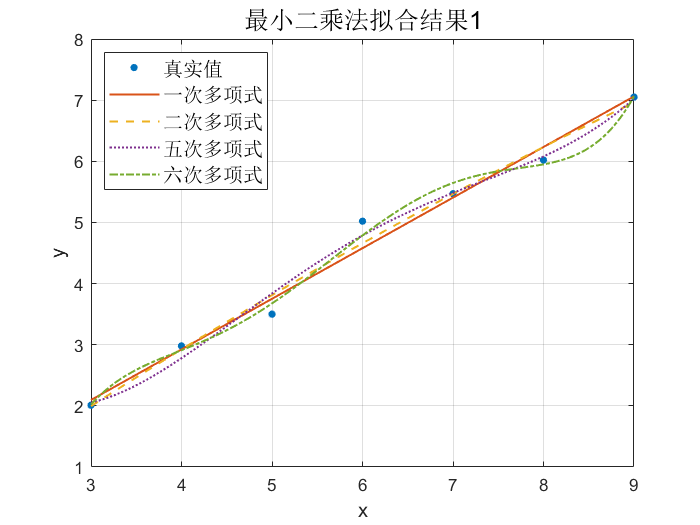 最小二乘法拟合结果1
真实值
一次多项式
二次多项式
五次多项式
六次多项式
8
7
6
5
4
3
2
1
y
3 4 5 6 7 8 9
x